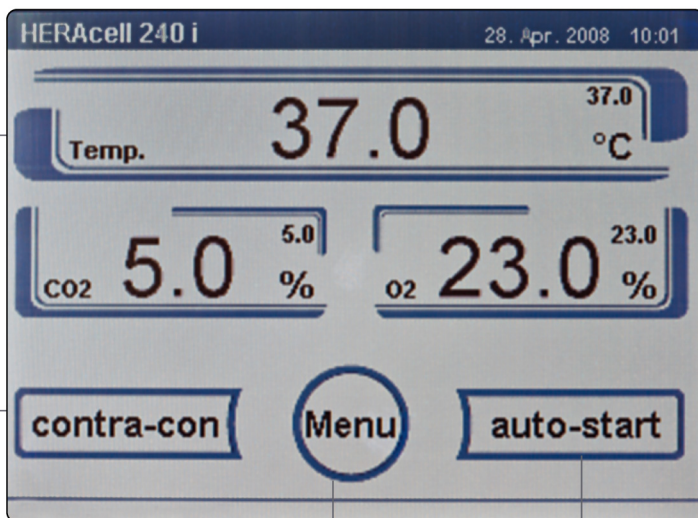 HERAcell 240 i 28. Apr. 2008 10:01
37.0
Temp. 37.0 °C
5.0 23.0
CO2 5.0 % O2 23.0 %
contra-con Menu auto-start